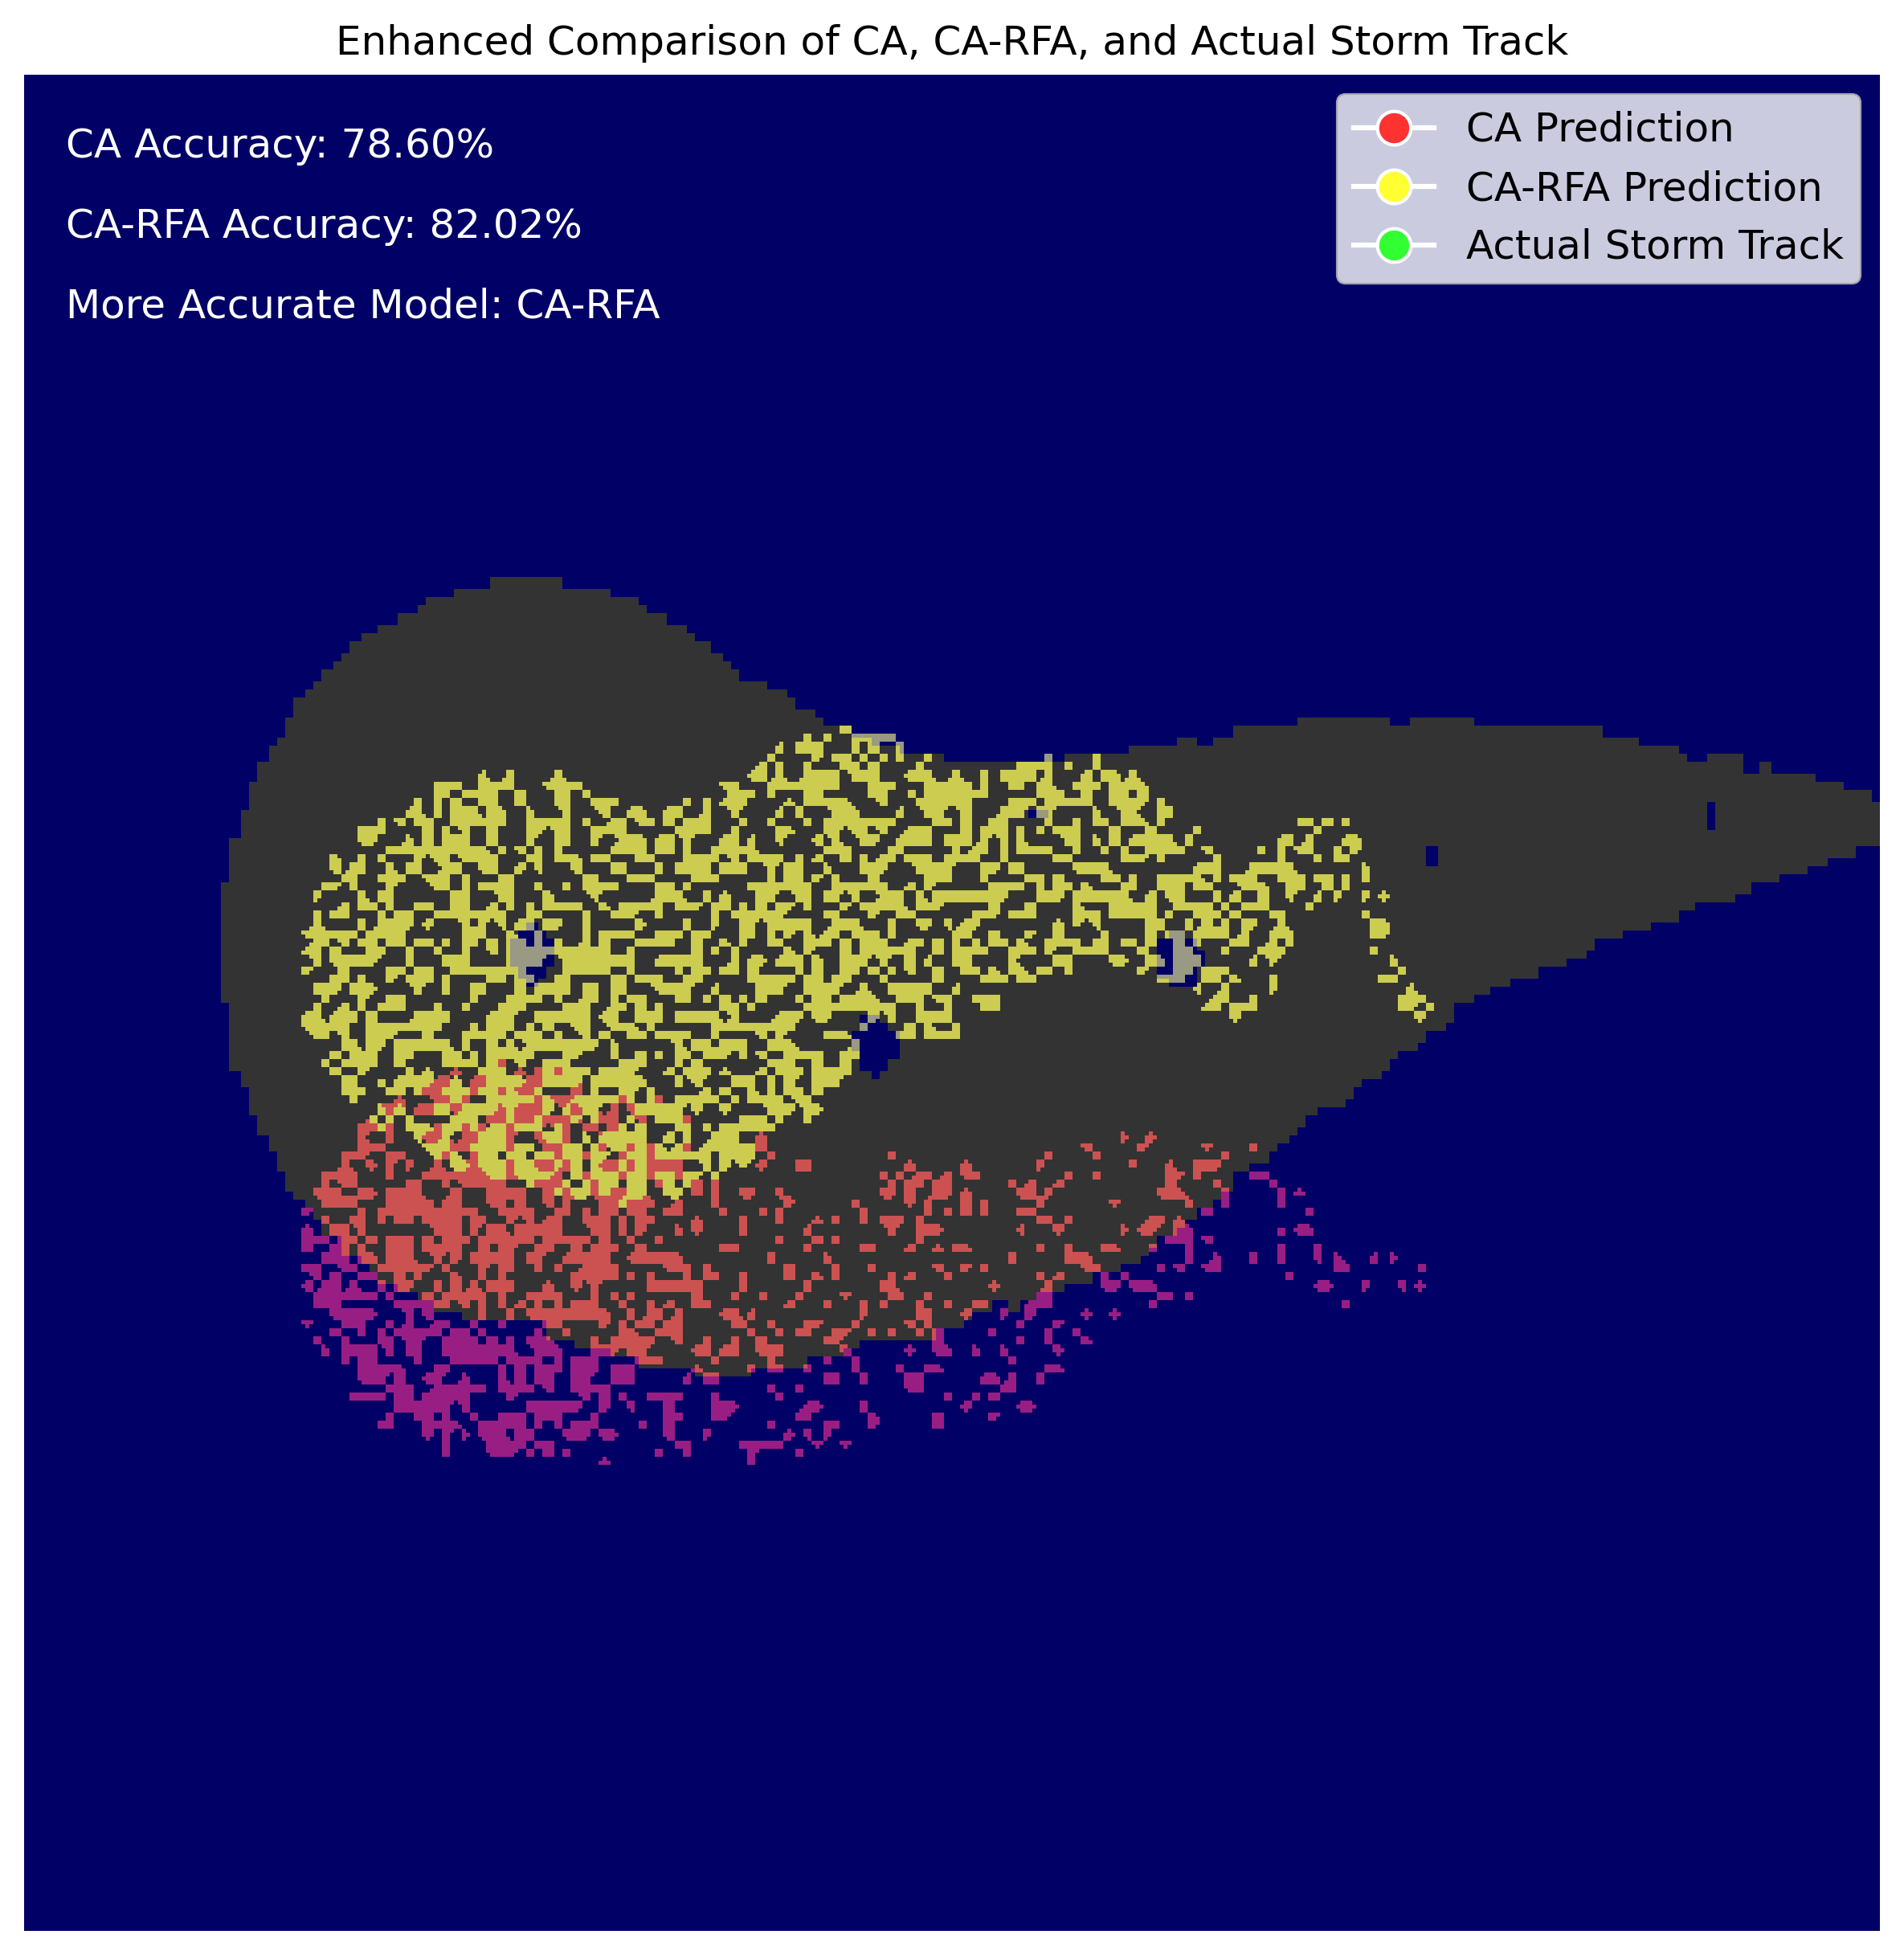 Enhanced Comparison of CA, CA-RFA, and Actual Storm Track
CA Accuracy: 78.60%
CA-RFA Accuracy: 82.02%
More Accurate Model: CA-RFA
CA Prediction
CA-RFA Prediction
Actual Storm Track